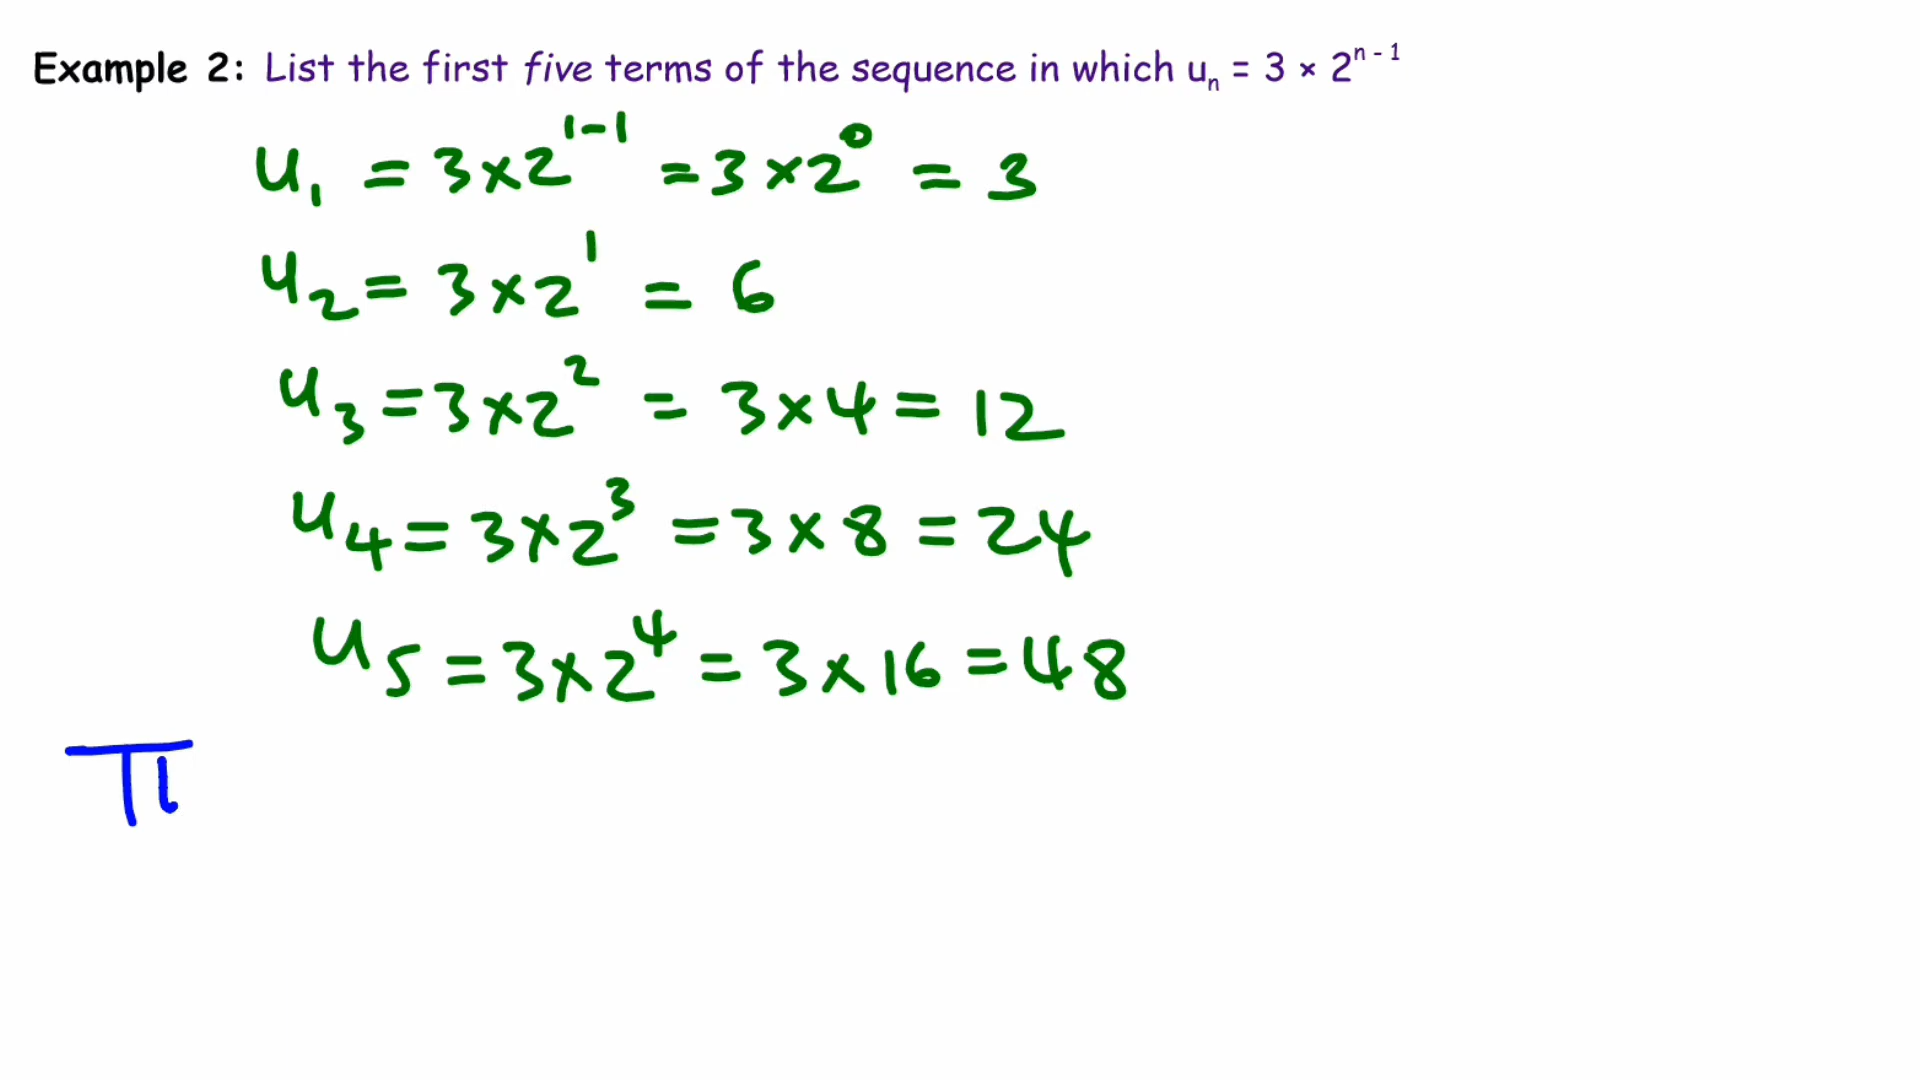 Example 2: List the first five terms of the sequence in which uₙ = 3 × 2ⁿ ⁻ ¹
u₁ = 3×2¹⁻¹ = 3×2⁰ = 3
u₂ = 3×2¹ = 6
u₃ = 3×2² = 3×4 = 12
u₄ = 3×2³ = 3×8 = 24
u₅ = 3×2⁴ = 3×16 = 48